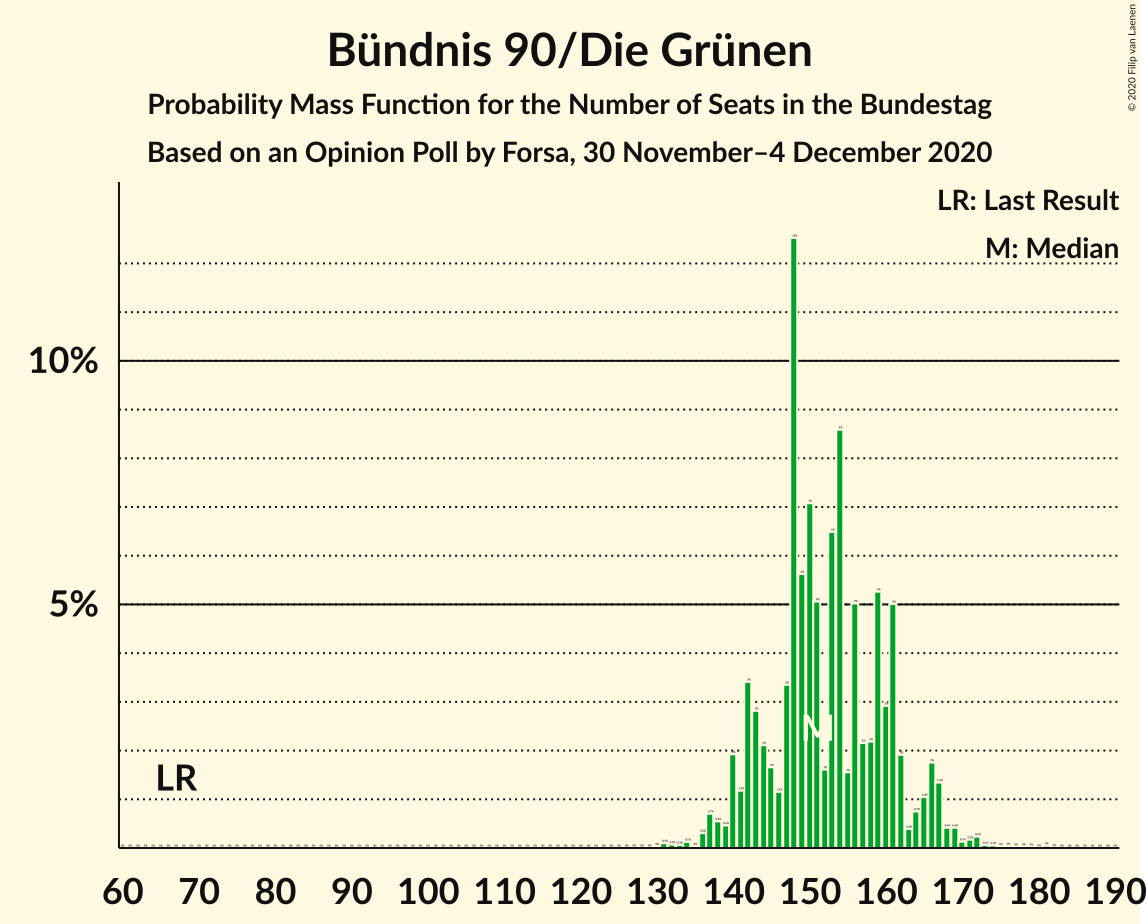 Bündnis 90/Die Grünen
Probability Mass Function for the Number of Seats in the Bundestag
Based on an Opinion Poll by Forsa, 30 November–4 December 2020
© 2020 Filip van Laenen
LR: Last Result
M: Median
10%
5%
LR
M
60 70 80 90 100 110 120 130 140 150 160 170 180 190